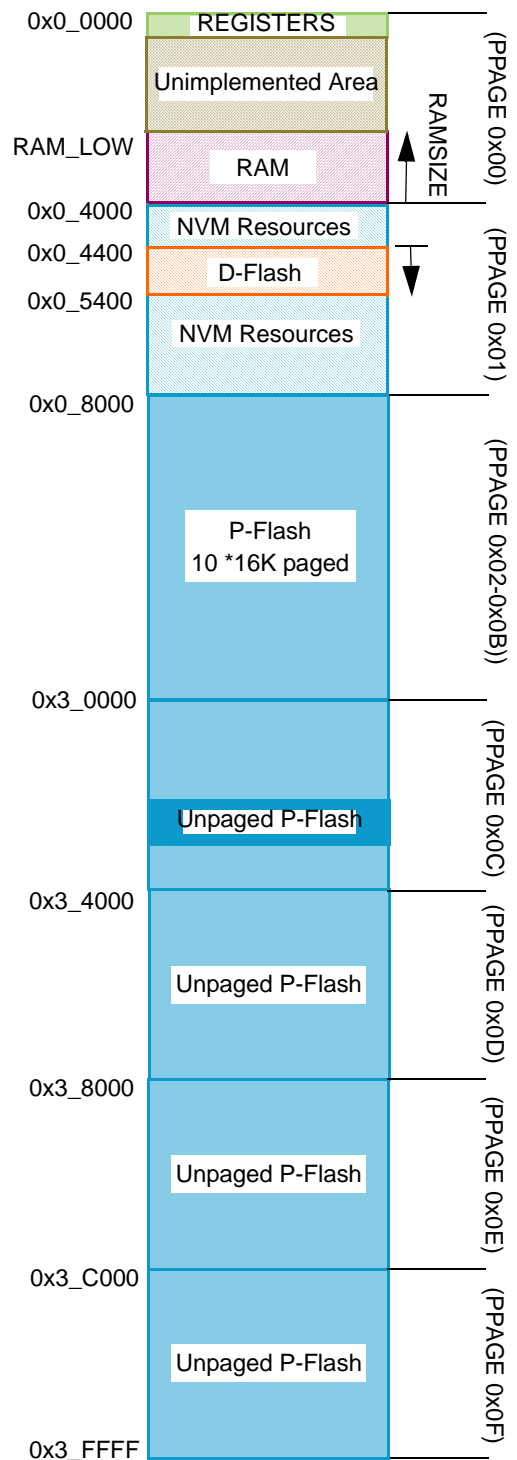 0x0_0000
REGISTERS
(PPAGE 0x00)
Unimplemented Area
RAMSIZE
RAM_LOW
RAM
0x0_4000
NVM Resources
(PPAGE 0x01)
0x0_4400
D-Flash
0x0_5400
NVM Resources
0x0_8000
P-Flash
10 *16K paged
(PPAGE 0x02-0x0B))
0x3_0000
(PPAGE 0x0C)
Unpaged P-Flash
0x3_4000
(PPAGE 0x0D)
Unpaged P-Flash
0x3_8000
(PPAGE 0x0E)
Unpaged P-Flash
0x3_C000
(PPAGE 0x0F)
Unpaged P-Flash
0x3_FFFF